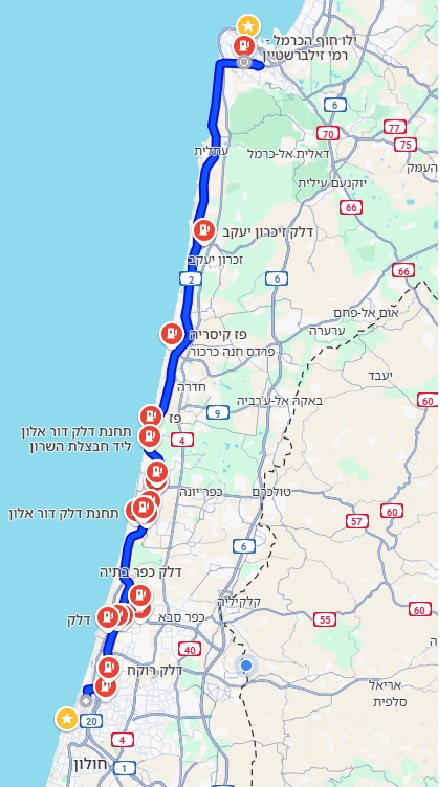 ילו חוף הכרמל -
רמי זילברשטיין
6
70
77
75
עתלית
דאלית אל-כרמל
העמק
יוקנעם עילית
66
דלק זיכרון יעקב
זכרון יעקב
2
6
66
אום אל-פחם
פז קיסריה
ערערה
פרדס חנה כרכור
יעבד
חדרה
באקה אל-ע'רביה
60
פז
9
תחנת דלק דור אלון
ליד חבצלת השרון
4
כפר יונה
טולכרם
תחנת דלק דור אלון
60
57
6
דלק כפר בתיה
קלקיליה
60
דלק
כפר סבא
55
40
דלק רוקח
אריאל
סלפית
20
4
חולון
1